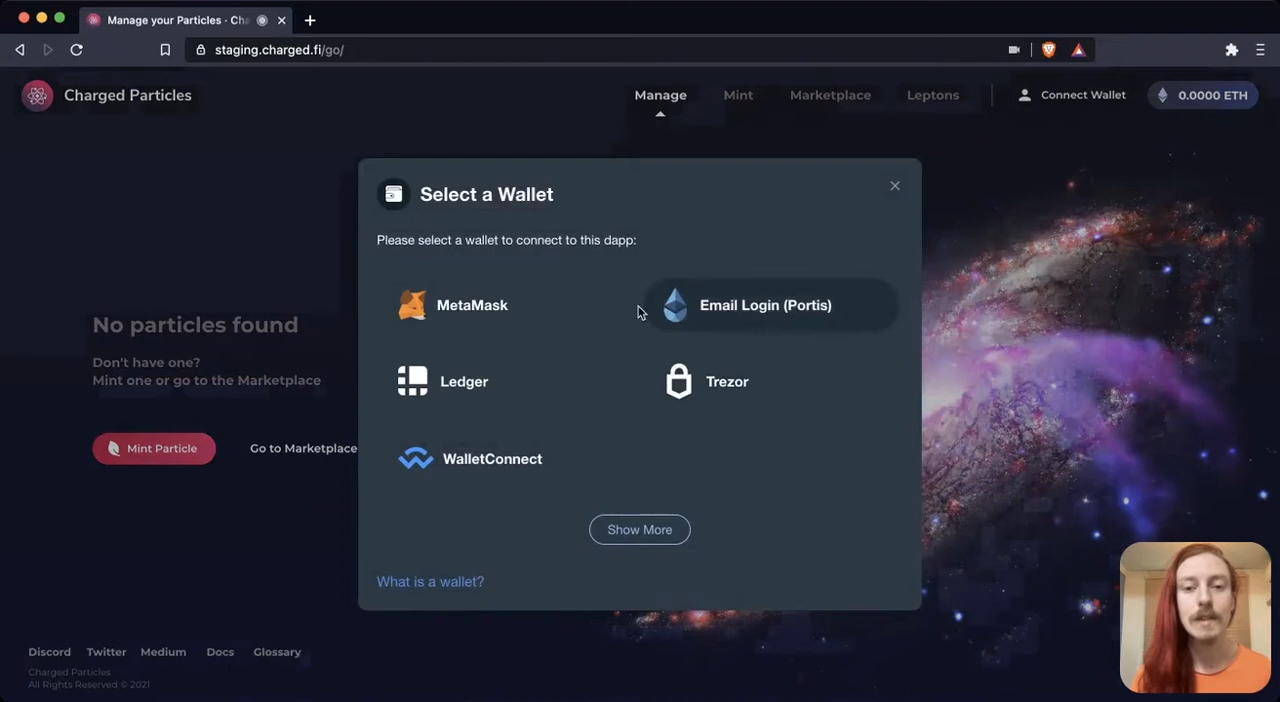 Manage your Particles - Cha
staging.charged.fi/go/
Charged Particles
Manage
Mint
Marketplace
Leptons
Connect Wallet
0.0000 ETH
Select a Wallet
Please select a wallet to connect to this dapp:
MetaMask
Email Login (Portis)
Ledger
Trezor
WalletConnect
Show More
What is a wallet?
No particles found
Don't have one?
Mint one or go to the Marketplace
Mint Particle
Go to Marketplace
Discord
Twitter
Medium
Docs
Glossary
Charged Particles
All Rights Reserved © 2021